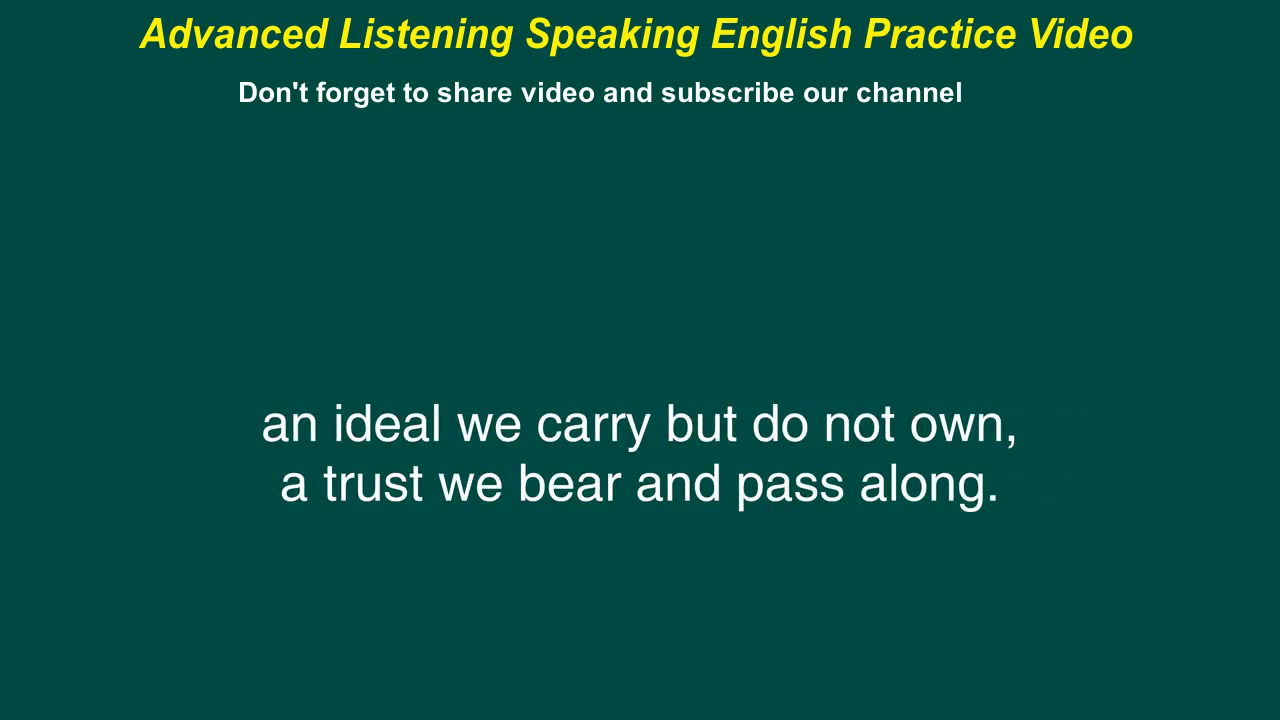 Advanced Listening Speaking English Practice Video
Don't forget to share video and subscribe our channel
an ideal we carry but do not own,
a trust we bear and pass along.